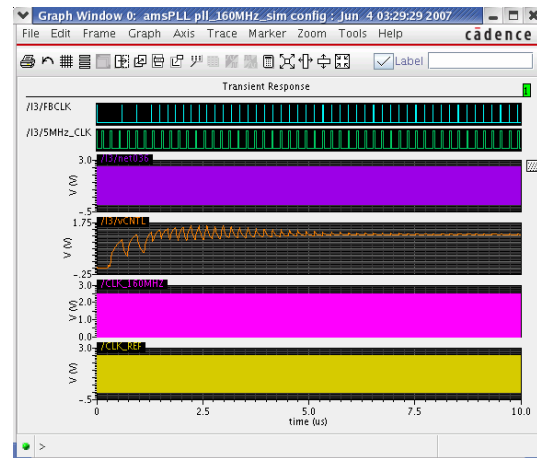 Graph Window 0: amsPLL pll_160MHz_sim config : Jun 4 03:29:29 2007
File Edit Frame Graph Axis Trace Marker Zoom Tools Help cādence
Label
Transient Response
1
/I3/FBCLK
/I3/5MHz_CLK
/I3/net036
3.0
V (V)
-.5
/I3/vCNTL
1.75
V (V)
-.25
/CLK_160MHZ
3.0
2.0
V (V)
1.0
0.0
/CLK_REF
3.0
V (V)
-.5
0 2.5 5.0 7.5 10.0
time (us)
>